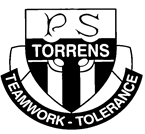 PS
TORRENS
TEAMWORK - TOLERANCE